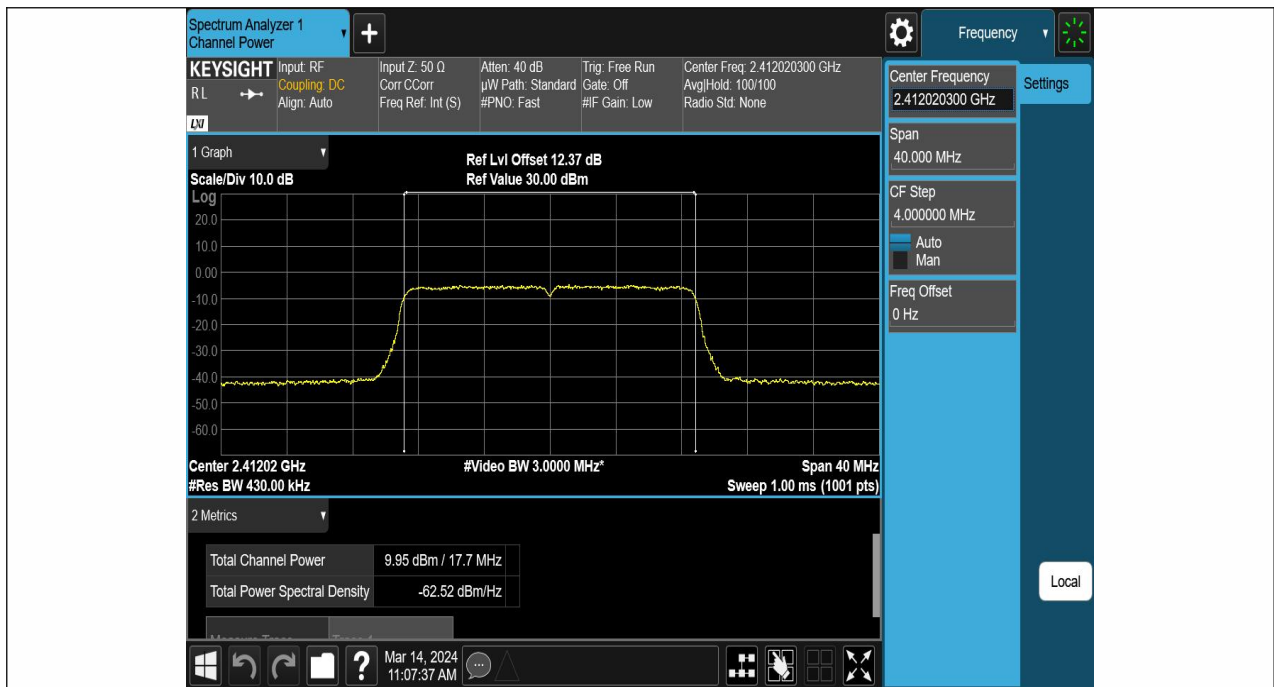 Spectrum Analyzer 1
Channel Power
+
Frequency
KEYSIGHT
R L
LXI
Input: RF
Coupling: DC
Align: Auto
Input Z: 50 Ω
Corr CCorr
Freq Ref: Int (S)
Atten: 40 dB
µW Path: Standard
#PNO: Fast
Trig: Free Run
Gate: Off
#IF Gain: Low
Center Freq: 2.412020300 GHz
Avg|Hold: 100/100
Radio Std: None
Center Frequency
2.412020300 GHz
Settings
Span
40.000 MHz
CF Step
4.000000 MHz
Auto
Man
Freq Offset
0 Hz
Local
1 Graph
Scale/Div 10.0 dB
Ref Lvl Offset 12.37 dB
Ref Value 30.00 dBm
Log
20.0
10.0
0.00
-10.0
-20.0
-30.0
-40.0
-50.0
-60.0
Center 2.41202 GHz
#Res BW 430.00 kHz
#Video BW 3.0000 MHz*
Span 40 MHz
Sweep 1.00 ms (1001 pts)
2 Metrics
Total Channel Power 9.95 dBm / 17.7 MHz
Total Power Spectral Density -62.52 dBm/Hz
?
Mar 14, 2024
11:07:37 AM